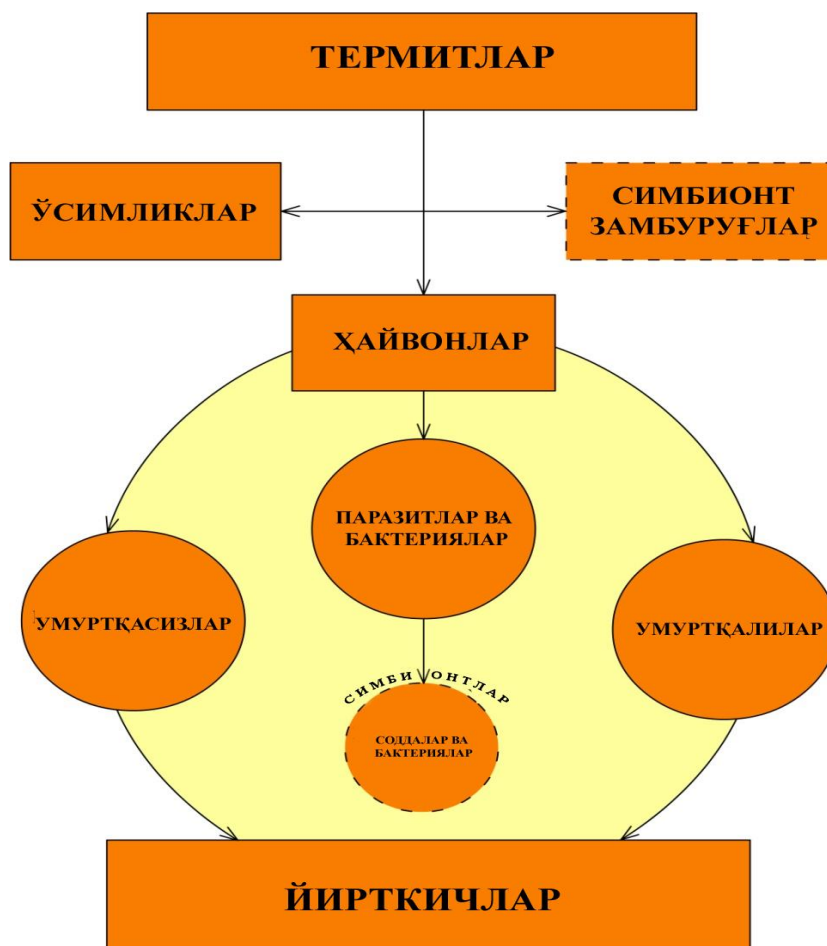 ТЕРМИТЛАР
ЎСИМЛИКЛАР
СИМБИОНТ
ЗАМБУРУҒЛАР
ҲАЙВОНЛАР
ПАРАЗИТЛАР ВА
БАКТЕРИЯЛАР
УМУРТҚАСИЗЛАР
УМУРТҚАЛИЛАР
СИМБИОНТЛАР
СОДДАЛАР ВА
БАКТЕРИЯЛАР
ЙИРТКИЧЛАР